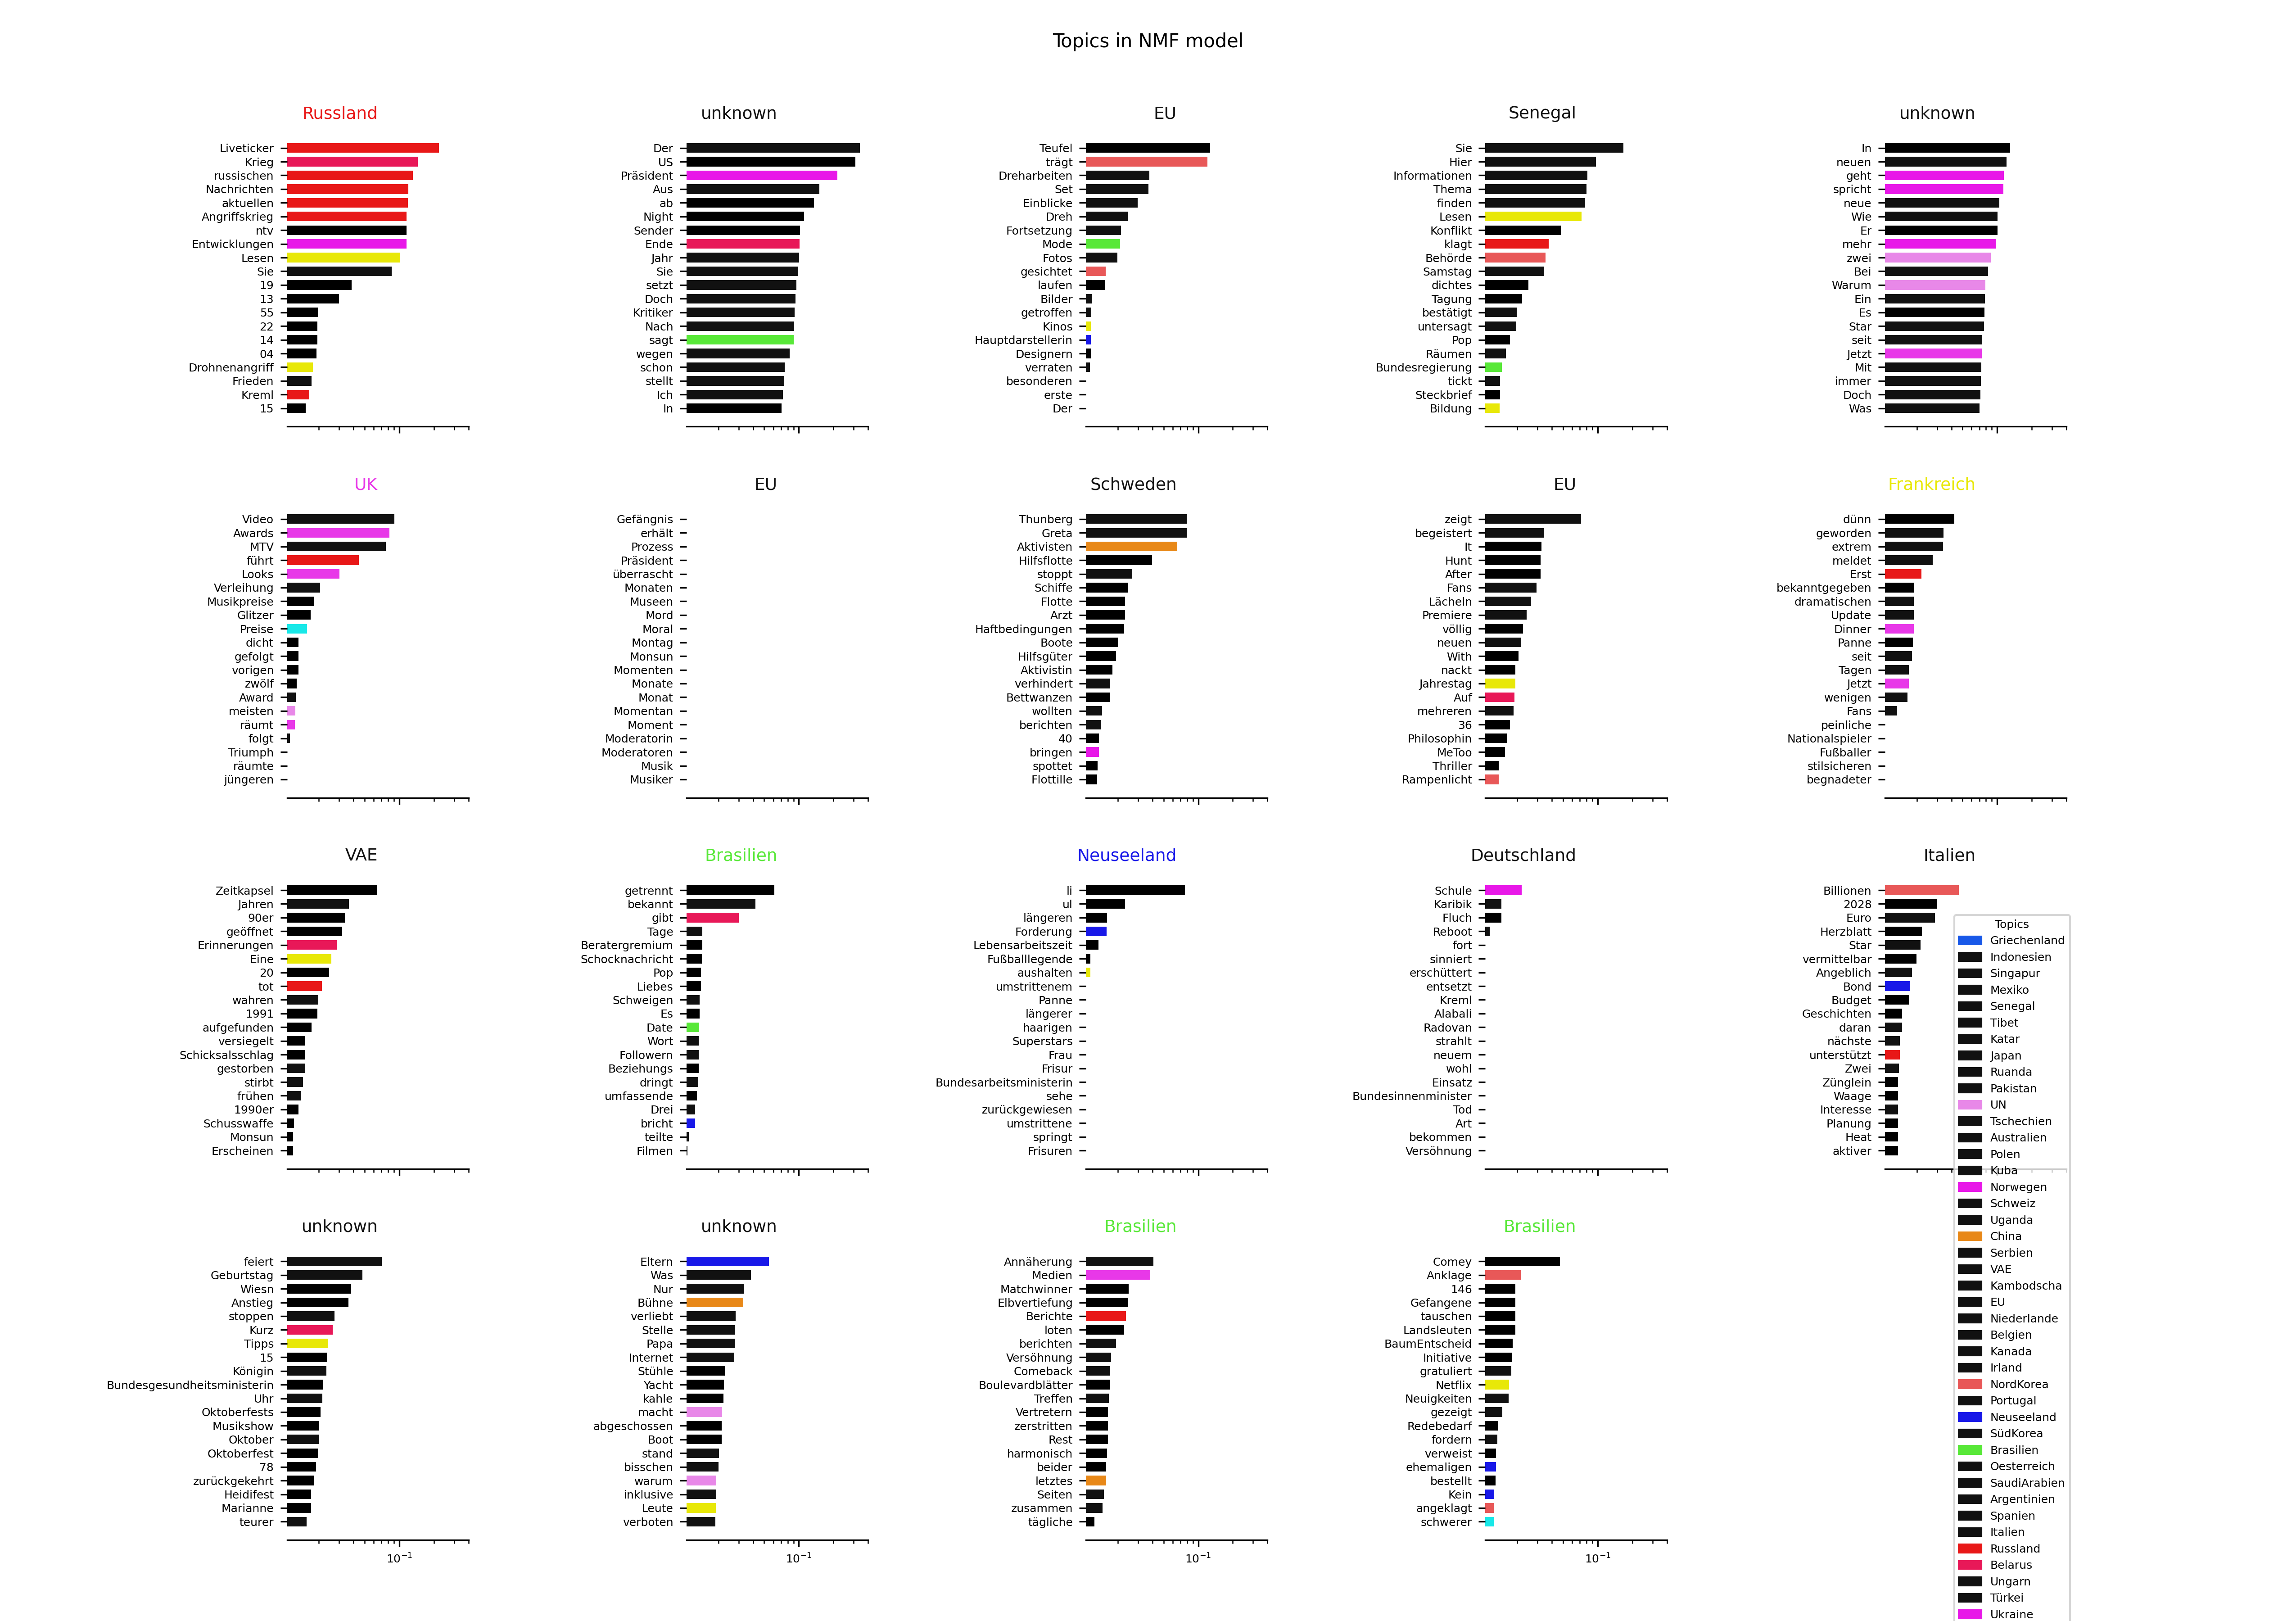 Topics in NMF model
Russland
Liveticker
Krieg
russischen
Nachrichten
aktuellen
Angriffskrieg
ntv
Entwicklungen
Lesen
Sie
19
13
55
22
14
04
Drohnenangriff
Frieden
Kreml
15
unknown
Der
US
Präsident
Aus
ab
Night
Sender
Ende
Jahr
Sie
setzt
Doch
Kritiker
Nach
sagt
wegen
schon
stellt
Ich
In
EU
Teufel
trägt
Dreharbeiten
Set
Einblicke
Dreh
Fortsetzung
Mode
Fotos
gesichtet
laufen
Bilder
getroffen
Kinos
Hauptdarstellerin
Designern
verraten
besonderen
erste
Der
Senegal
Sie
Hier
Informationen
Thema
finden
Lesen
Konflikt
klagt
Behörde
Samstag
dichtes
Tagung
bestätigt
untersagt
Pop
Räumen
Bundesregierung
tickt
Steckbrief
Bildung
unknown
In
neuen
geht
spricht
neue
Wie
Er
mehr
zwei
Bei
Warum
Ein
Es
Star
seit
Jetzt
Mit
immer
Doch
Was
UK
Video
Awards
MTV
führt
Looks
Verleihung
Musikpreise
Glitzer
Preise
dicht
gefolgt
vorigen
zwölf
Award
meisten
räumt
folgt
Triumph
räumte
jüngeren
EU
Gefängnis
erhält
Prozess
Präsident
überrascht
Monaten
Museen
Mord
Moral
Montag
Monsun
Momenten
Monate
Monat
Momentan
Moment
Moderatorin
Moderatoren
Musik
Musiker
Schweden
Thunberg
Greta
Aktivisten
Hilfsflotte
stoppt
Schiffe
Flotte
Arzt
Haftbedingungen
Boote
Hilfsgüter
Aktivistin
verhindert
Bettwanzen
wollten
berichten
40
bringen
spottet
Flottille
EU
zeigt
begeistert
It
Hunt
After
Fans
Lächeln
Premiere
völlig
neuen
With
nackt
Jahrestag
Auf
mehreren
36
Philosophin
MeToo
Thriller
Rampenlicht
Frankreich
dünn
geworden
extrem
meldet
Erst
bekanntgegeben
dramatischen
Update
Dinner
Panne
seit
Tagen
Jetzt
wenigen
Fans
peinliche
Nationalspieler
Fußballer
stilsicheren
begnadeter
VAE
Zeitkapsel
Jahren
90er
geöffnet
Erinnerungen
Eine
20
tot
wahren
1991
aufgefunden
versiegelt
Schicksalsschlag
gestorben
stirbt
frühen
1990er
Schusswaffe
Monsun
Erscheinen
Brasilien
getrennt
bekannt
gibt
Tage
Beratergremium
Schocknachricht
Pop
Liebes
Schweigen
Es
Date
Wort
Followern
Beziehungs
dringt
umfassende
Drei
bricht
teilte
Filmen
Neuseeland
li
ul
längeren
Forderung
Lebensarbeitszeit
Fußballlegende
aushalten
umstrittenem
Panne
längerer
haarigen
Superstars
Frau
Frisur
Bundesarbeitsministerin
sehe
zurückgewiesen
umstrittene
springt
Frisuren
Deutschland
Schule
Karibik
Fluch
Reboot
fort
sinniert
erschüttert
entsetzt
Kreml
Alabali
Radovan
strahlt
neuem
wohl
Einsatz
Bundesinnenminister
Tod
Art
bekommen
Versöhnung
Italien
Billionen
2028
Euro
Herzblatt
Star
vermittelbar
Angeblich
Bond
Budget
Geschichten
daran
nächste
unterstützt
Zwei
Zünglein
Waage
Interesse
Planung
Heat
aktiver
unknown
feiert
Geburtstag
Wiesn
Anstieg
stoppen
Kurz
Tipps
15
Königin
Bundesgesundheitsministerin
Uhr
Oktoberfests
Musikshow
Oktober
Oktoberfest
78
zurückgekehrt
Heidifest
Marianne
teurer
10⁻¹
unknown
Eltern
Was
Nur
Bühne
verliebt
Stelle
Papa
Internet
Stühle
Yacht
kahle
macht
abgeschossen
Boot
stand
bisschen
warum
inklusive
Leute
verboten
10⁻¹
Brasilien
Annäherung
Medien
Matchwinner
Elbvertiefung
Berichte
loten
berichten
Versöhnung
Comeback
Boulevardblätter
Treffen
Vertretern
zerstritten
Rest
harmonisch
beider
letztes
Seiten
zusammen
tägliche
10⁻¹
Brasilien
Comey
Anklage
146
Gefangene
tauschen
Landsleuten
BaumEntscheid
Initiative
gratuliert
Netflix
Neuigkeiten
gezeigt
Redebedarf
fordern
verweist
ehemaligen
bestellt
Kein
angeklagt
schwerer
10⁻¹
Topics
Griechenland
Indonesien
Singapur
Mexiko
Senegal
Tibet
Katar
Japan
Ruanda
Pakistan
UN
Tschechien
Australien
Polen
Kuba
Norwegen
Schweiz
Uganda
China
Serbien
VAE
Kambodscha
EU
Niederlande
Belgien
Kanada
Irland
NordKorea
Portugal
Neuseeland
SüdKorea
Brasilien
Oesterreich
SaudiArabien
Argentinien
Spanien
Italien
Russland
Belarus
Ungarn
Türkei
Ukraine